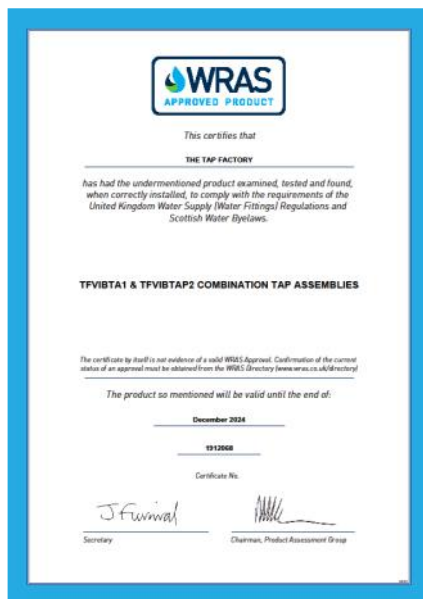 WRAS
APPROVED PRODUCT
This certifies that
THE TAP FACTORY
has had the undermentioned product examined, tested and found,
when correctly installed, to comply with the requirements of the
United Kingdom Water Supply (Water Fittings) Regulations and
Scottish Water Byelaws.
TFVIBTA1 & TFVIBTAP2 COMBINATION TAP ASSEMBLIES
The certificate by itself is not evidence of a valid WRAS Approval. Confirmation of the current
status of an approval must be obtained from the WRAS Directory (www.wras.co.uk/directory)
The product so mentioned will be valid until the end of:
December 2024
1912068
Certificate No.
J Furnival
Secretary
Chairman, Product Assessment Group